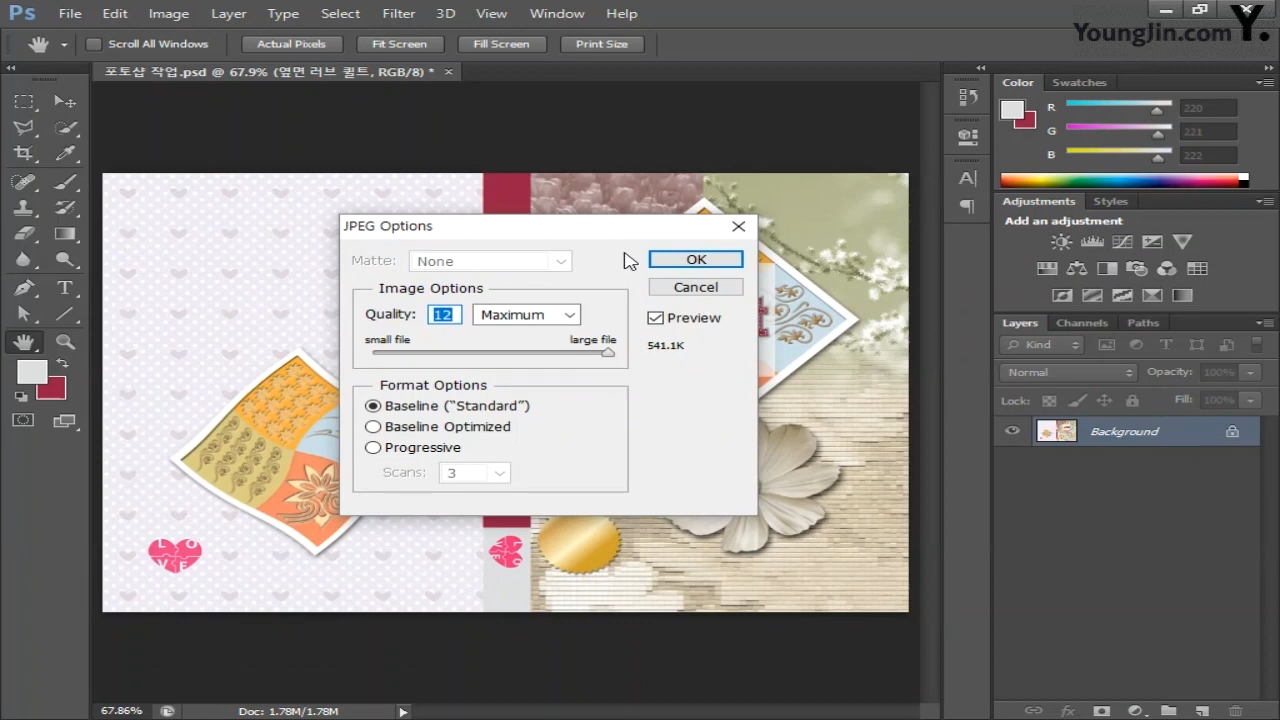 Ps File Edit Image Layer Type Select Filter 3D View Window Help
YoungJin.com Y.
Scroll All Windows Actual Pixels Fit Screen Fill Screen Print Size
포토샵 작업.psd @ 67.9% (옆면 러브 퀼트, RGB/8) * ×
Color Swatches
R 220
G 221
B 222
Adjustments Styles
Add an adjustment
JPEG Options
Matte: None
OK
Image Options
Cancel
Quality: 12 Maximum
Preview
small file large file
541.1K
Format Options
Baseline (“Standard”)
Baseline Optimized
Progressive
Scans: 3
Layers Channels Paths
Kind
Normal Opacity: 100%
Lock: Fill: 100%
Background
LOVE
67.86% Doc: 1.78M/1.78M